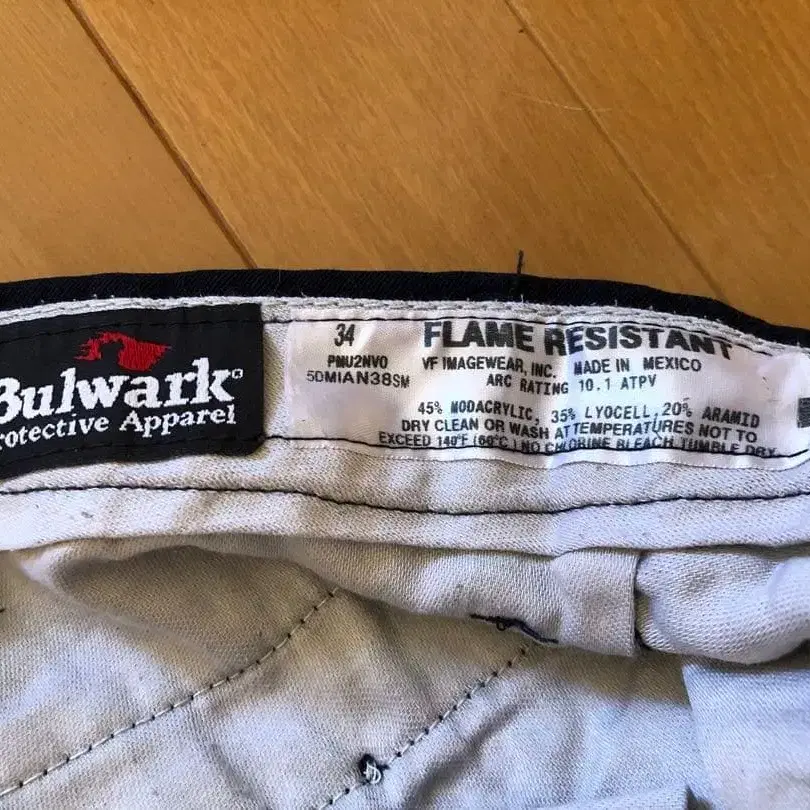 Bulwark®
Protective Apparel
34
PMU2NVO
5DMIAN38SM
FLAME RESISTANT
VF IMAGEWEAR, INC. MADE IN MEXICO
ARC RATING 10.1 ATPV
45% MODACRYLIC, 35% LYOCELL, 20% ARAMID
DRY CLEAN OR WASH AT TEMPERATURES NOT TO
EXCEED 140°F (60°C) NO CHLORINE BLEACH TUMBLE DRY